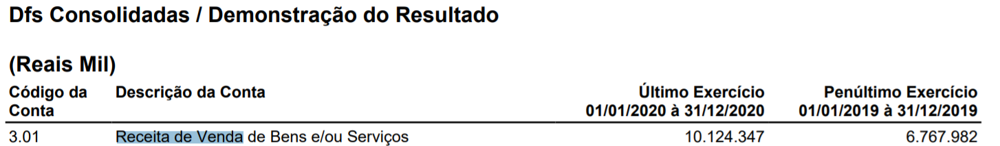 Dfs Consolidadas / Demonstração do Resultado
(Reais Mil)
Código da Conta Descrição da Conta Último Exercício 01/01/2020 à 31/12/2020 Penúltimo Exercício 01/01/2019 à 31/12/2019
3.01 Receita de Venda de Bens e/ou Serviços 10.124.347 6.767.982